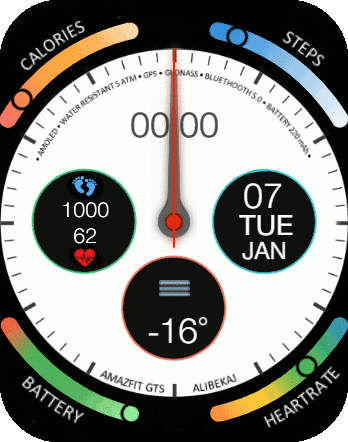 CALORIES
STEPS
• AMOLED • WATER RESISTANT 5 ATM • GPS • GLONASS • BLUETHOOTH 5.0 • BATTERY 220 mAh •
00 00
1000
62
07
TUE
JAN
-16°
AMAZFIT GTS
ALIBEKAJ
BATTERY
HEARTRATE